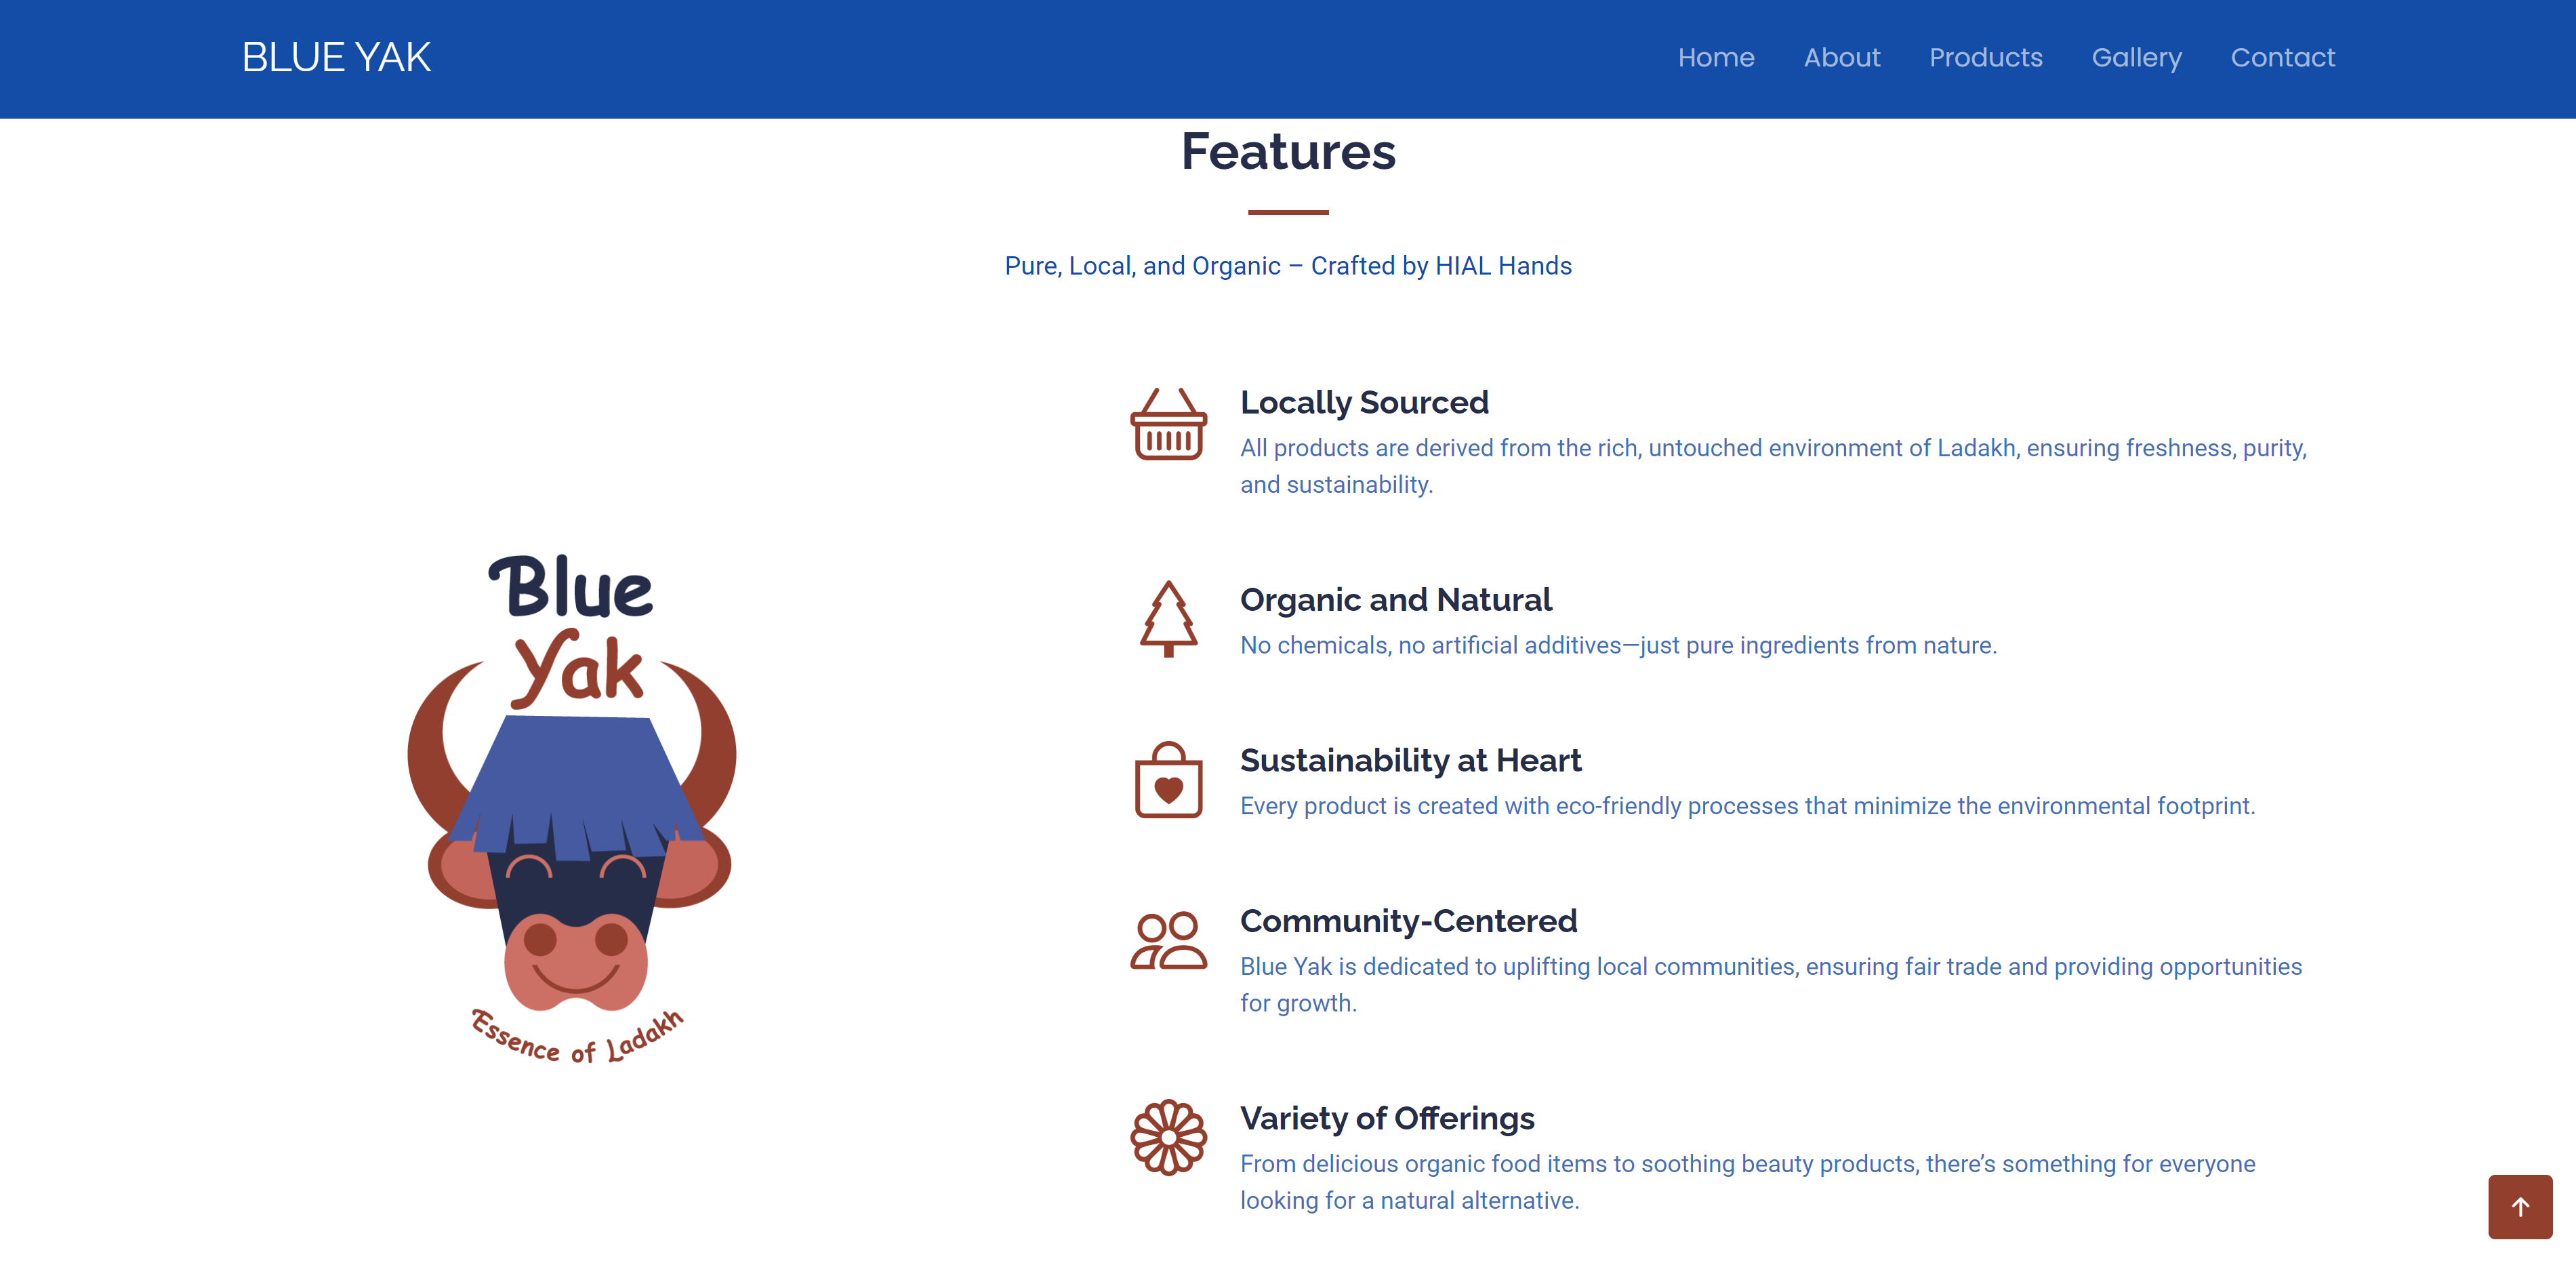 BLUE YAK
Home About Products Gallery Contact
Features
Pure, Local, and Organic – Crafted by HIAL Hands
Blue
Yak
Essence of Ladakh
Locally Sourced
All products are derived from the rich, untouched environment of Ladakh, ensuring freshness, purity,
and sustainability.
Organic and Natural
No chemicals, no artificial additives—just pure ingredients from nature.
Sustainability at Heart
Every product is created with eco-friendly processes that minimize the environmental footprint.
Community-Centered
Blue Yak is dedicated to uplifting local communities, ensuring fair trade and providing opportunities
for growth.
Variety of Offerings
From delicious organic food items to soothing beauty products, there’s something for everyone
looking for a natural alternative.